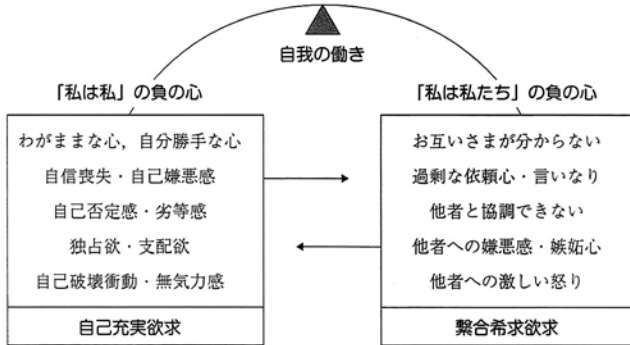 自我の働き
「私は私」の負の心
わがままな心，自分勝手な心
自信喪失・自己嫌悪感
自己否定感・劣等感
独占欲・支配欲
自己破壊衝動・無気力感
自己充実欲求
「私は私たち」の負の心
お互いさまが分からない
過剰な依頼心・言いなり
他者と協調できない
他者への嫌悪感・嫉妬心
他者への激しい怒り
繋合希求欲求